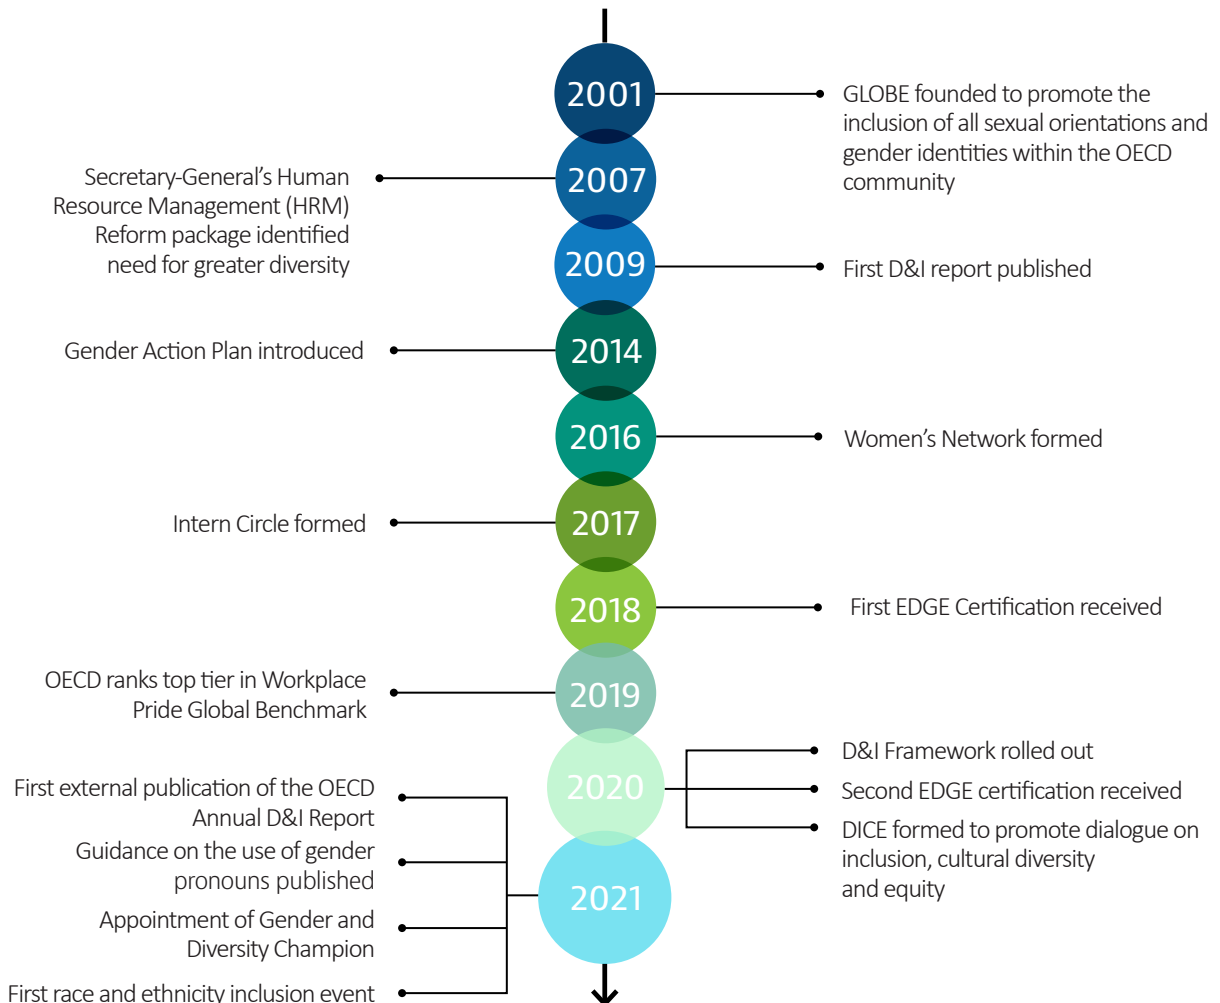 2001
GLOBE founded to promote the
inclusion of all sexual orientations and
gender identities within the OECD
community
2007
Secretary-General’s Human
Resource Management (HRM)
Reform package identified
need for greater diversity
2009
First D&I report published
2014
Gender Action Plan introduced
2016
Women’s Network formed
2017
Intern Circle formed
2018
First EDGE Certification received
2019
OECD ranks top tier in Workplace
Pride Global Benchmark
2020
D&I Framework rolled out
Second EDGE certification received
DICE formed to promote dialogue on
inclusion, cultural diversity
and equity
2021
First external publication of the OECD
Annual D&I Report
Guidance on the use of gender
pronouns published
Appointment of Gender and
Diversity Champion
First race and ethnicity inclusion event